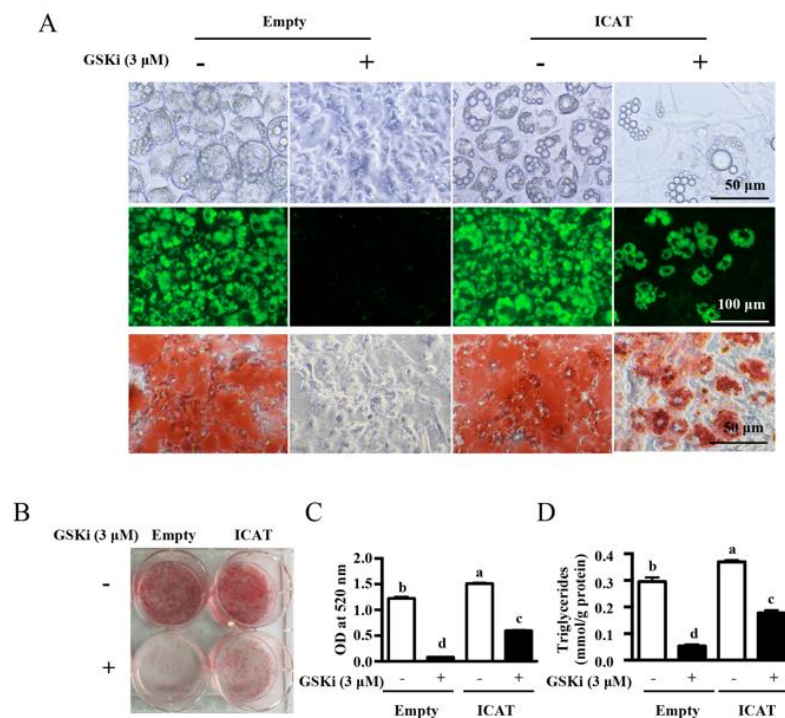 A
Empty ICAT
GSKi (3 μM) - + - +
50 μm
100 μm
50 μm
B
GSKi (3 μM) Empty ICAT
-
+
C
OD at 520 nm
2.0
1.5
1.0
0.5
0.0
b d a c
GSKi (3 μM) - + - +
Empty ICAT
D
Triglycerides
(mmol/g protein)
0.4
0.3
0.2
0.1
0.0
b d a c
GSKi (3 μM) - + - +
Empty ICAT